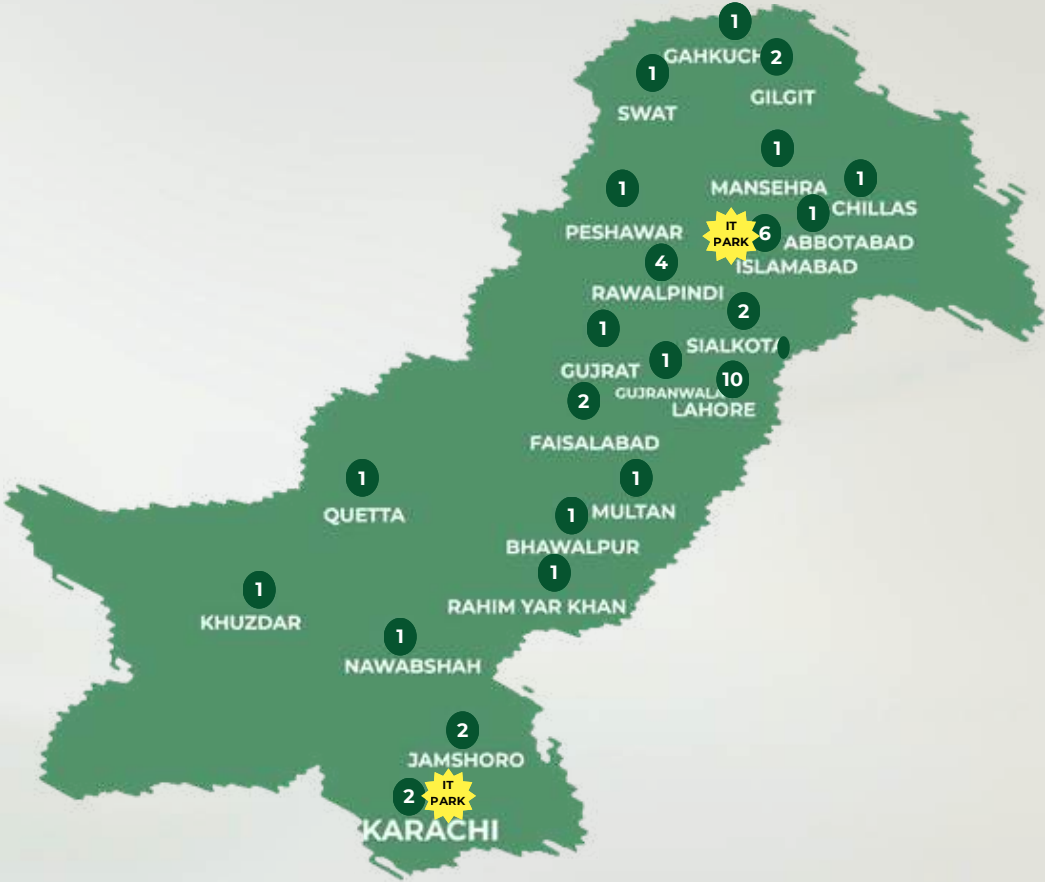 1
GAHKUCH
2
1
GILGIT
SWAT
1
MANSEHRA
1
1
CHILLAS
1
PESHAWAR
IT
PARK
6
ABBOTABAD
ISLAMABAD
4
RAWALPINDI
2
SIALKOT
1
GUJRAT
1
GUJRANWALA
10
LAHORE
2
FAISALABAD
1
QUETTA
1
MULTAN
1
BHAWALPUR
1
RAHIM YAR KHAN
1
KHUZDAR
1
NAWABSHAH
2
JAMSHORO
2
IT
PARK
KARACHI